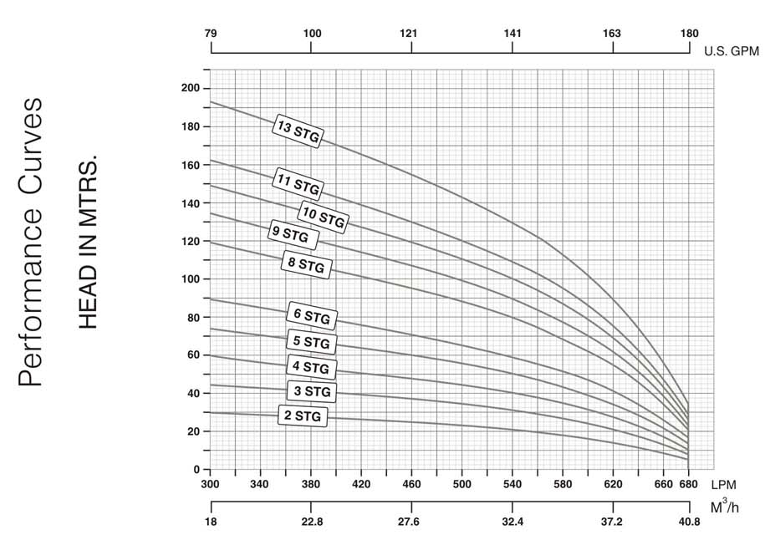 79 100 121 141 163 180
U.S. GPM
Performance Curves
HEAD IN MTRS.
200
180
160
140
120
100
80
60
40
20
0
13 STG
11 STG
10 STG
9 STG
8 STG
6 STG
5 STG
4 STG
3 STG
2 STG
300 340 380 420 460 500 540 580 620 660 680 LPM
M³/h
18 22.8 27.6 32.4 37.2 40.8